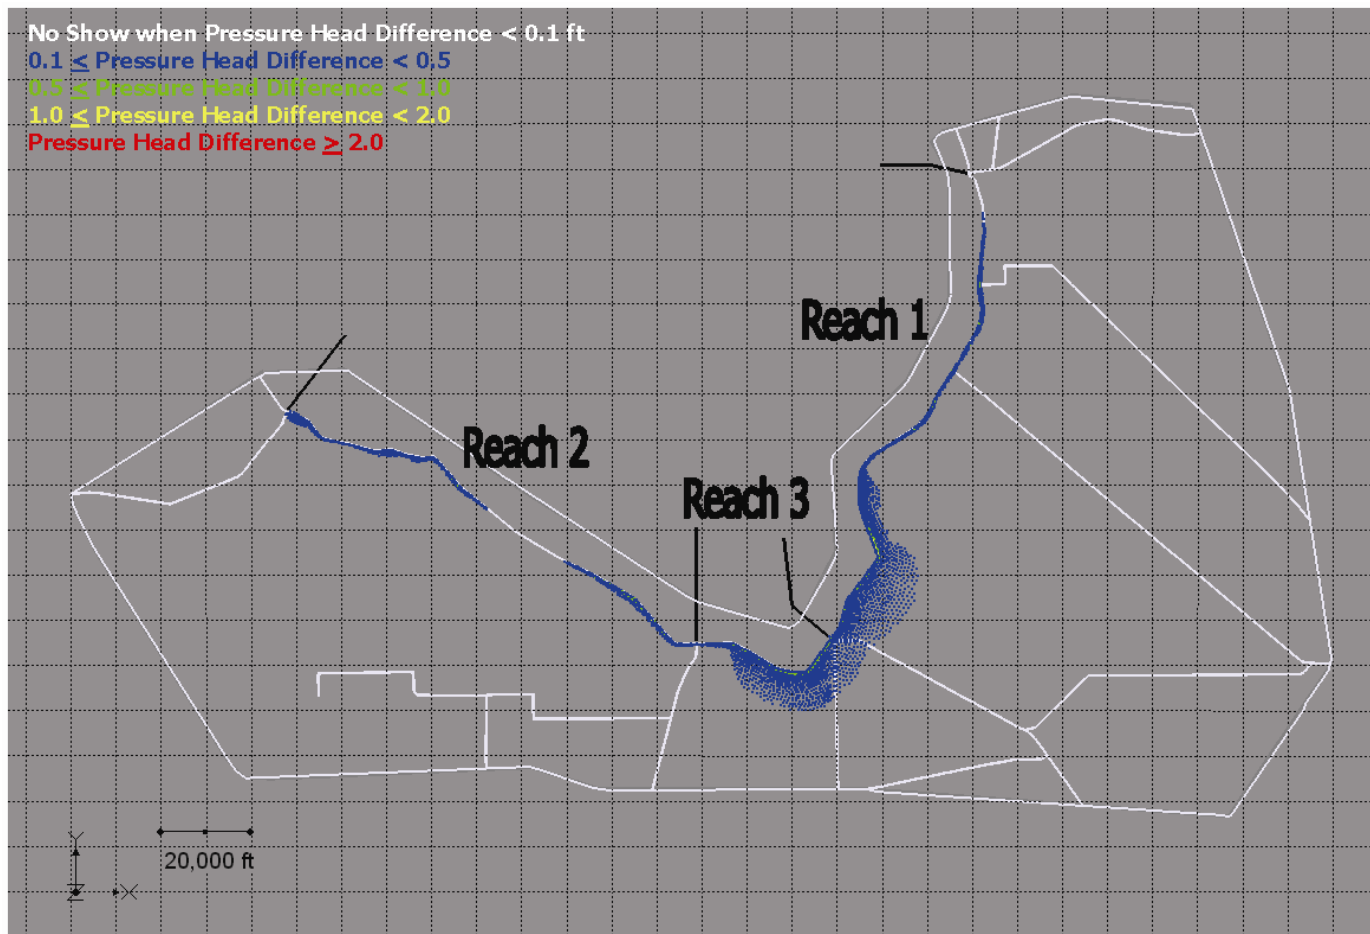 No Show when Pressure Head Difference < 0.1 ft
0.1 ≤ Pressure Head Difference < 0.5
0.5 ≤ Pressure Head Difference < 1.0
1.0 ≤ Pressure Head Difference < 2.0
Pressure Head Difference ≥ 2.0
Reach 1
Reach 2
Reach 3
20,000 ft
Y
Z
X